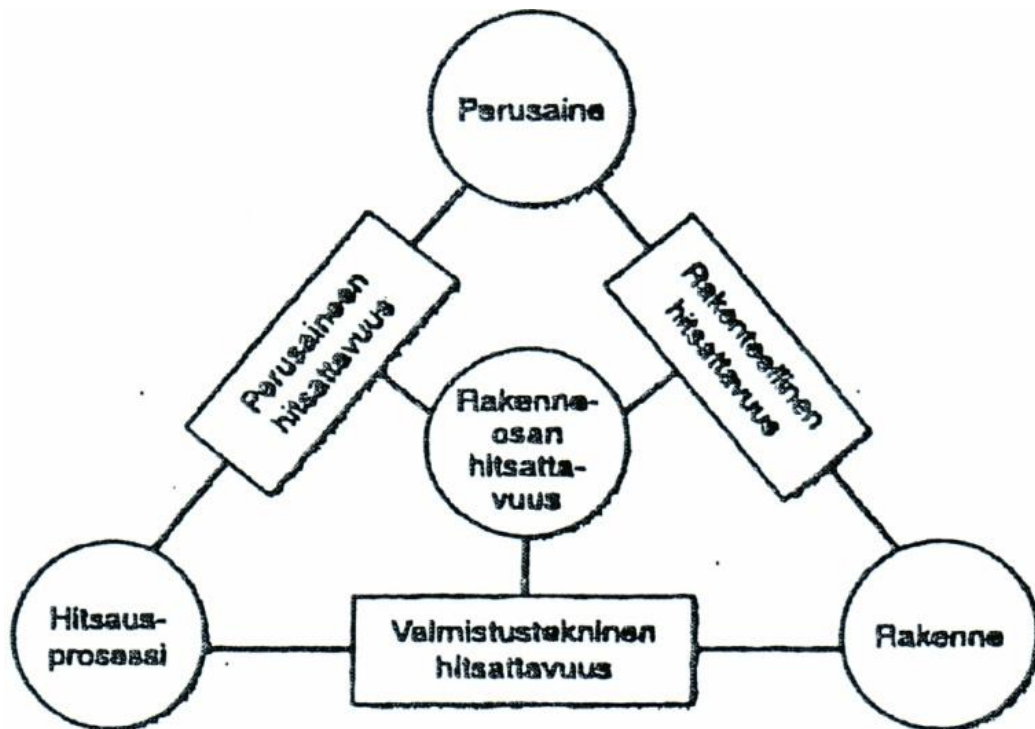 Perusaine
Perusaineen
hitsattavuus
Rakenteellinen
hitsattavuus
Rakenne-
osan
hitsatta-
vuus
Hitsaus-
prosessi
Valmistustekninen
hitsattavuus
Rakenne